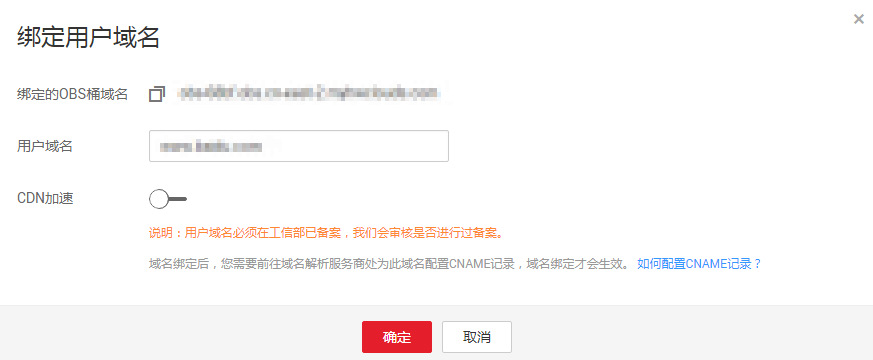 绑定用户域名
绑定的OBS桶域名
用户域名
CDN加速
说明：用户域名必须在工信部已备案，我们会审核是否进行过备案。
域名绑定后，您需要前往域名解析服务商处为此域名配置CNAME记录，域名绑定才会生效。 如何配置CNAME记录？
确定 取消